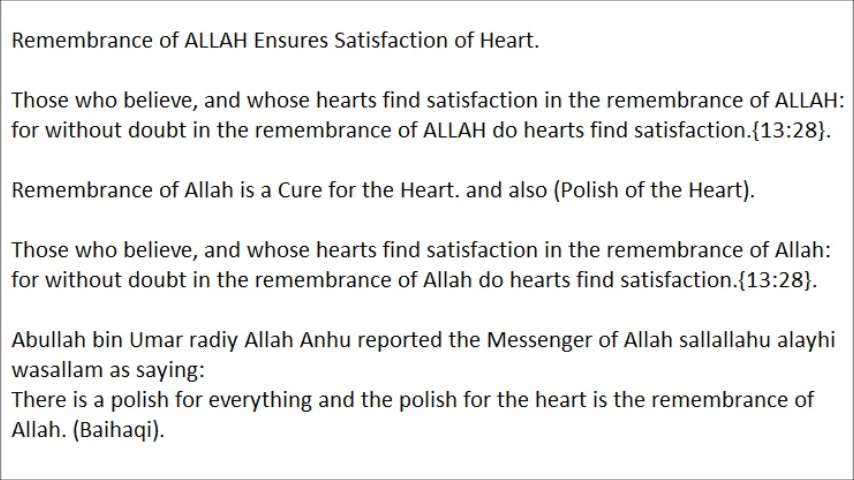 Remembrance of ALLAH Ensures Satisfaction of Heart.
Those who believe, and whose hearts find satisfaction in the remembrance of ALLAH:
for without doubt in the remembrance of ALLAH do hearts find satisfaction.{13:28}.
Remembrance of Allah is a Cure for the Heart. and also (Polish of the Heart).
Those who believe, and whose hearts find satisfaction in the remembrance of Allah:
for without doubt in the remembrance of Allah do hearts find satisfaction.{13:28}.
Abullah bin Umar radiy Allah Anhu reported the Messenger of Allah sallallahu alayhi
wasallam as saying:
There is a polish for everything and the polish for the heart is the remembrance of
Allah. (Baihaqi).